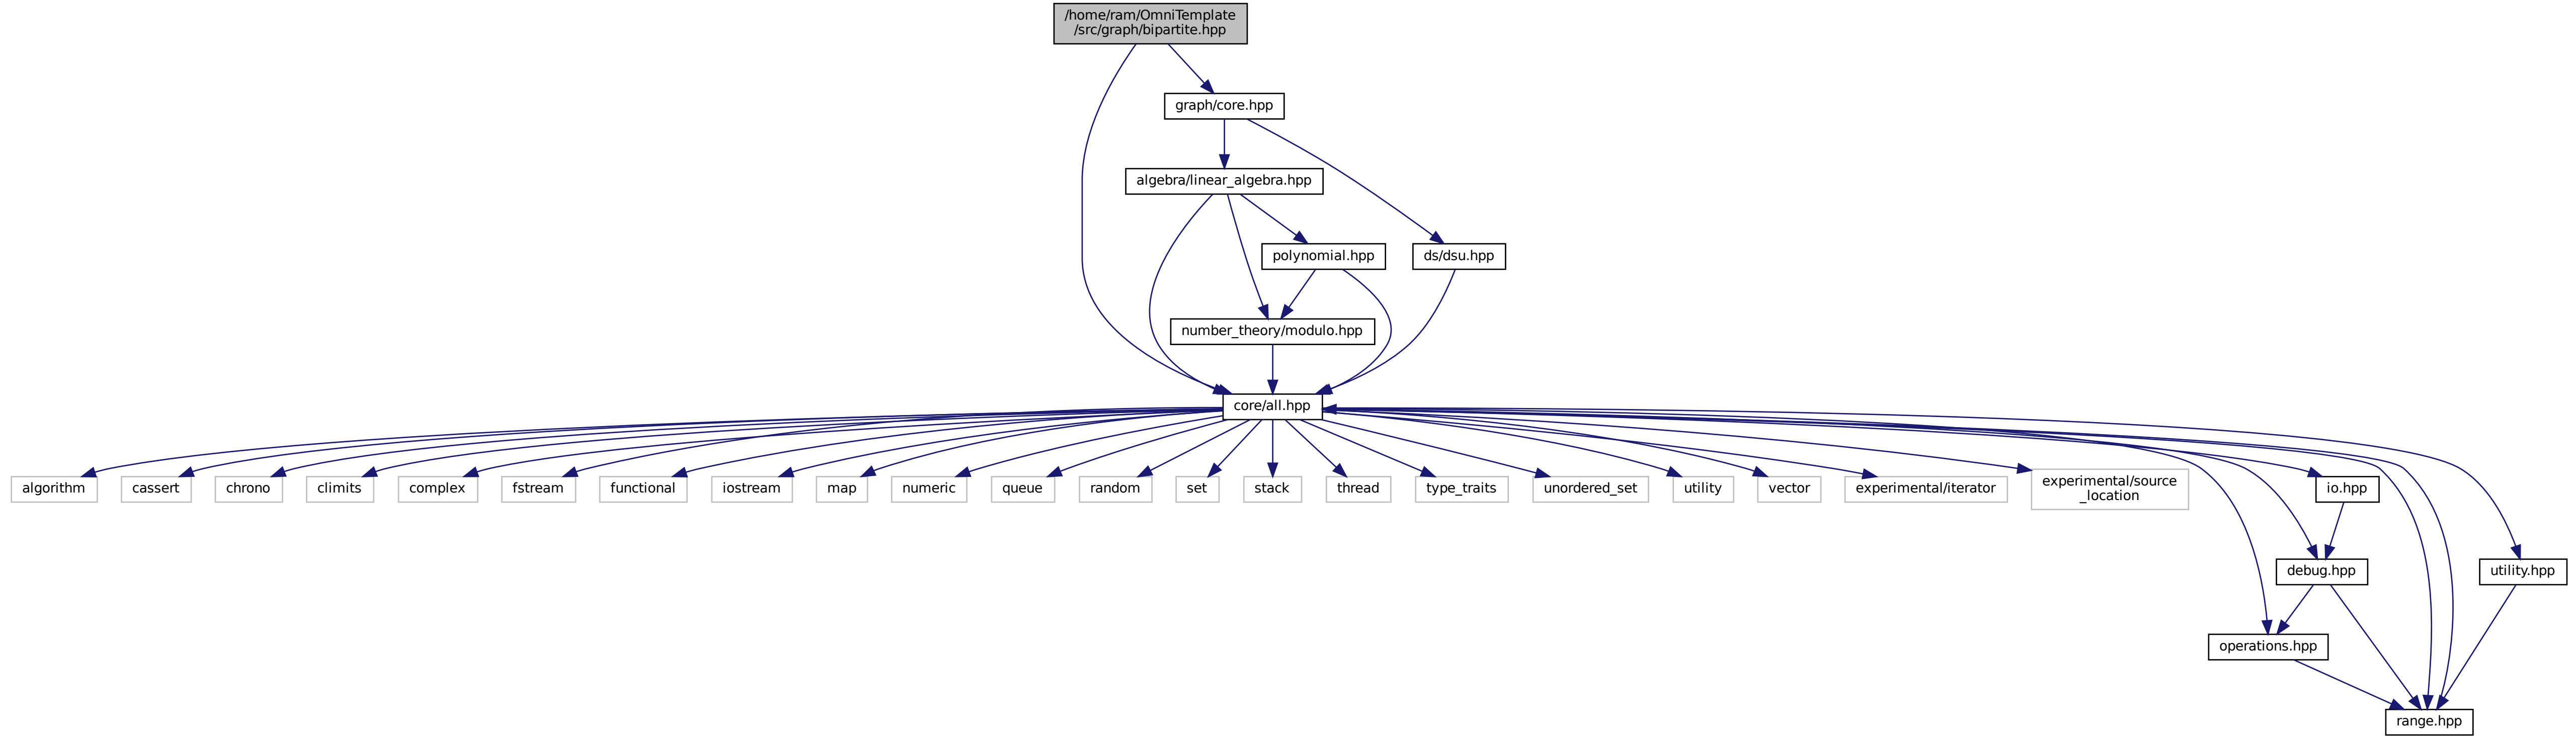 /home/ram/OmniTemplate
/src/graph/bipartite.hpp
graph/core.hpp
algebra/linear_algebra.hpp
polynomial.hpp
ds/dsu.hpp
number_theory/modulo.hpp
core/all.hpp
algorithm
cassert
chrono
climits
complex
fstream
functional
iostream
map
numeric
queue
random
set
stack
thread
type_traits
unordered_set
utility
vector
experimental/iterator
experimental/source
_location
io.hpp
debug.hpp
utility.hpp
operations.hpp
range.hpp